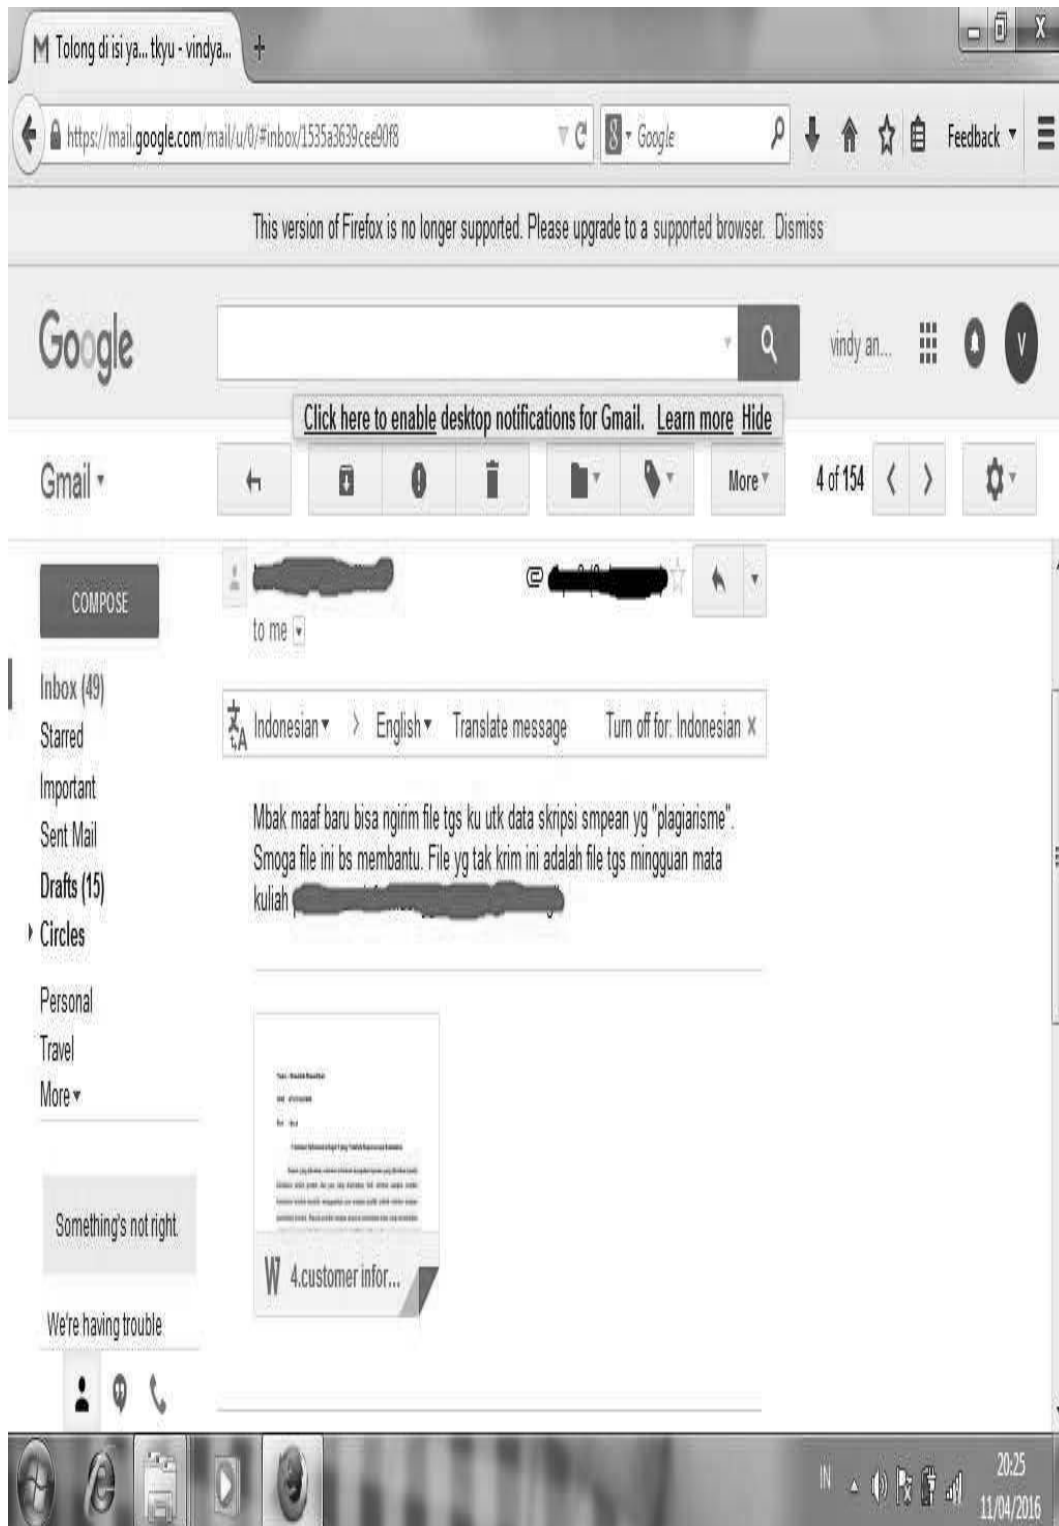 Tolong di isi ya... tkyu - vindya...
https://mail.google.com/mail/u/0/#inbox/1535a3639cee90f8
Google
Feedback
This version of Firefox is no longer supported. Please upgrade to a supported browser. Dismiss
Google
vindy an...
V
Click here to enable desktop notifications for Gmail. Learn more Hide
Gmail
More
4 of 154
COMPOSE
to me
Inbox (49)
Starred
Important
Sent Mail
Drafts (15)
Circles
Personal
Travel
More
Indonesian > English Translate message Turn off for: Indonesian x
Mbak maaf baru bisa ngirim file tgs ku utk data skripsi smpean yg "plagiarisme".
Smoga file ini bs membantu. File yg tak krim ini adalah file tgs mingguan mata
kuliah
W 4.customer infor...
Something's not right.
We're having trouble
IN
20:25
11/04/2016